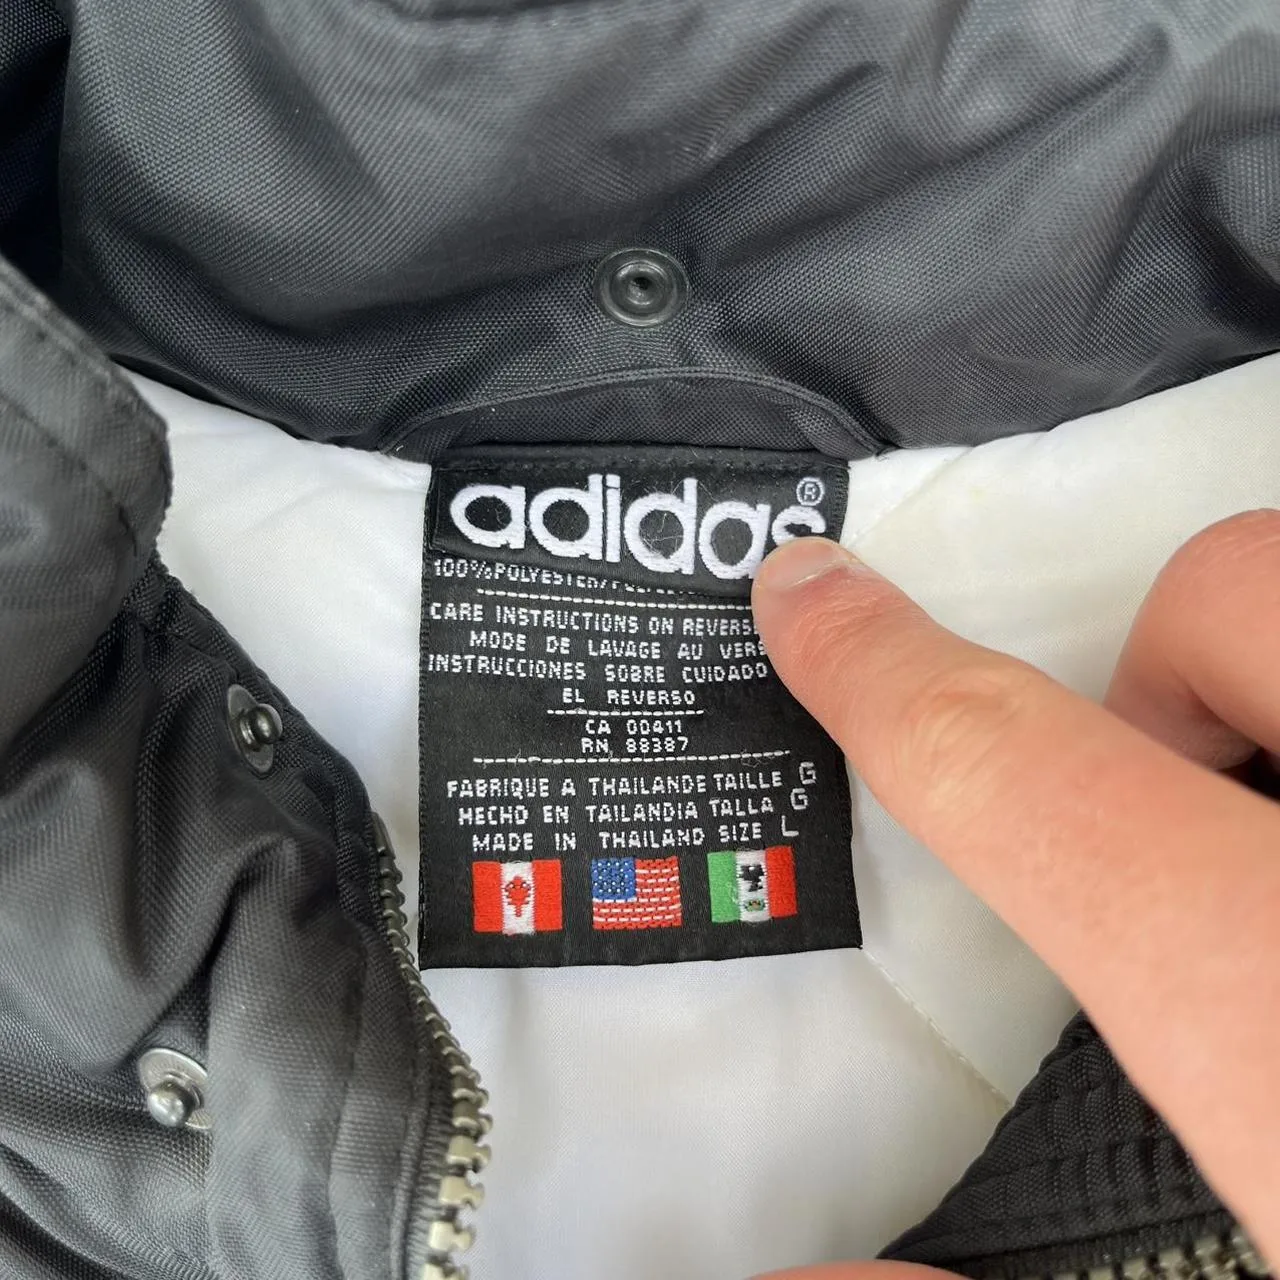 adidas®
100% POLYESTER/
CARE INSTRUCTIONS ON REVERSE
MODE DE LAVAGE AU VERS
INSTRUCCIONES SOBRE CUIDADO
EL REVERSO
CA 00411
RN 88387
FABRIQUE A THAILANDE TAILLE G
HECHO EN TAILANDIA TALLA G
MADE IN THAILAND SIZE L